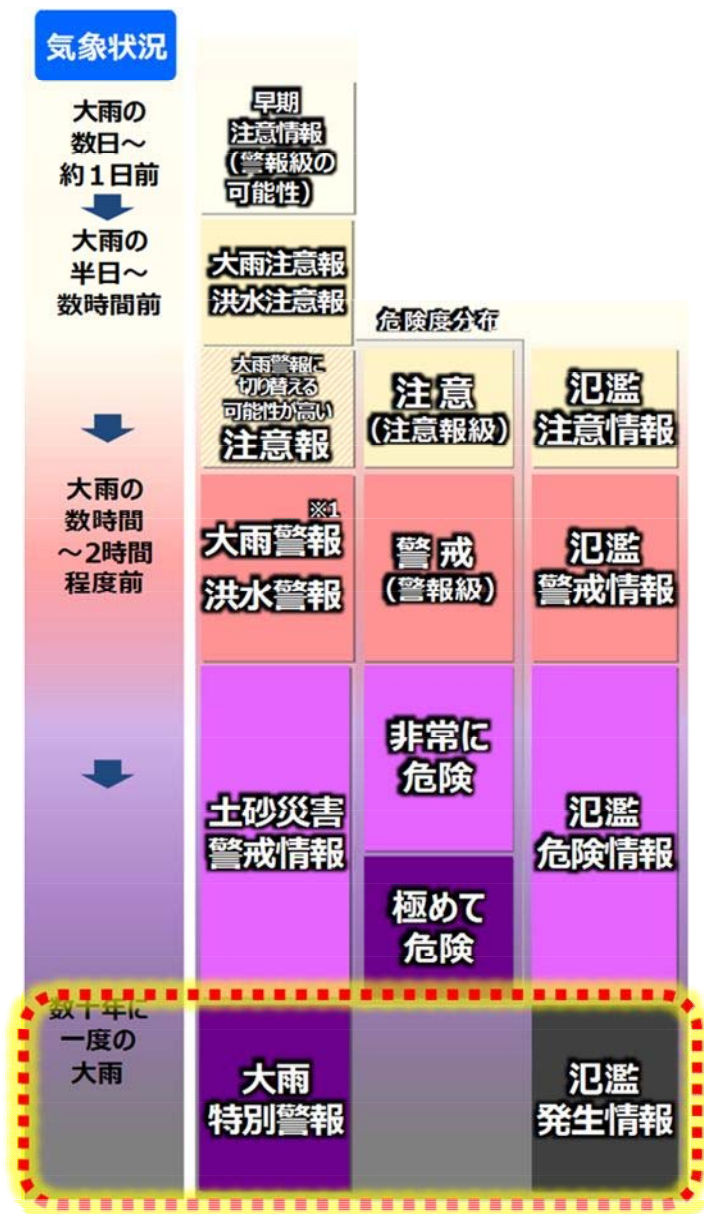 気象状況
大雨の
数日～
約1日前
早期
注意情報
（警報級の
可能性）
大雨の
半日～
数時間前
大雨注意報
洪水注意報
危険度分布
大雨警報に
切り替える
可能性が高い
注意報
注意
（注意報級）
氾濫
注意情報
大雨の
数時間
～2時間
程度前
※1
大雨警報
洪水警報
警戒
（警報級）
氾濫
警戒情報
土砂災害
警戒情報
非常に
危険
極めて
危険
氾濫
危険情報
数十年に
一度の
大雨
大雨
特別警報
氾濫
発生情報